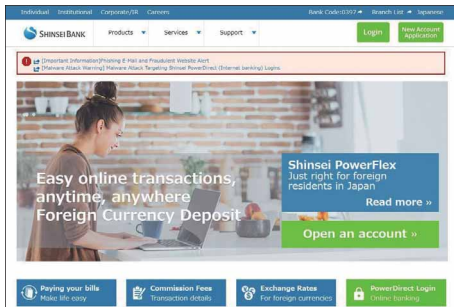 Individual Institutional Corporate/IR Careers Bank Code:0397 Branch List Japanese
SHINSEI BANK Products Services Support Login New Account
Application
[Important Information]Phishing E-Mail and Fraudulent Website Alert
[Malware Attack Warning] Malware Attack Targeting Shinsei PowerDirect (Internet banking) Logins
Easy online transactions,
anytime, anywhere
Foreign Currency Deposit
Shinsei PowerFlex
Just right for foreign
residents in Japan
Read more »
Open an account »
Paying your bills
Make life easy
Commission Fees
Transaction details
Exchange Rates
For foreign currencies
PowerDirect Login
Online banking